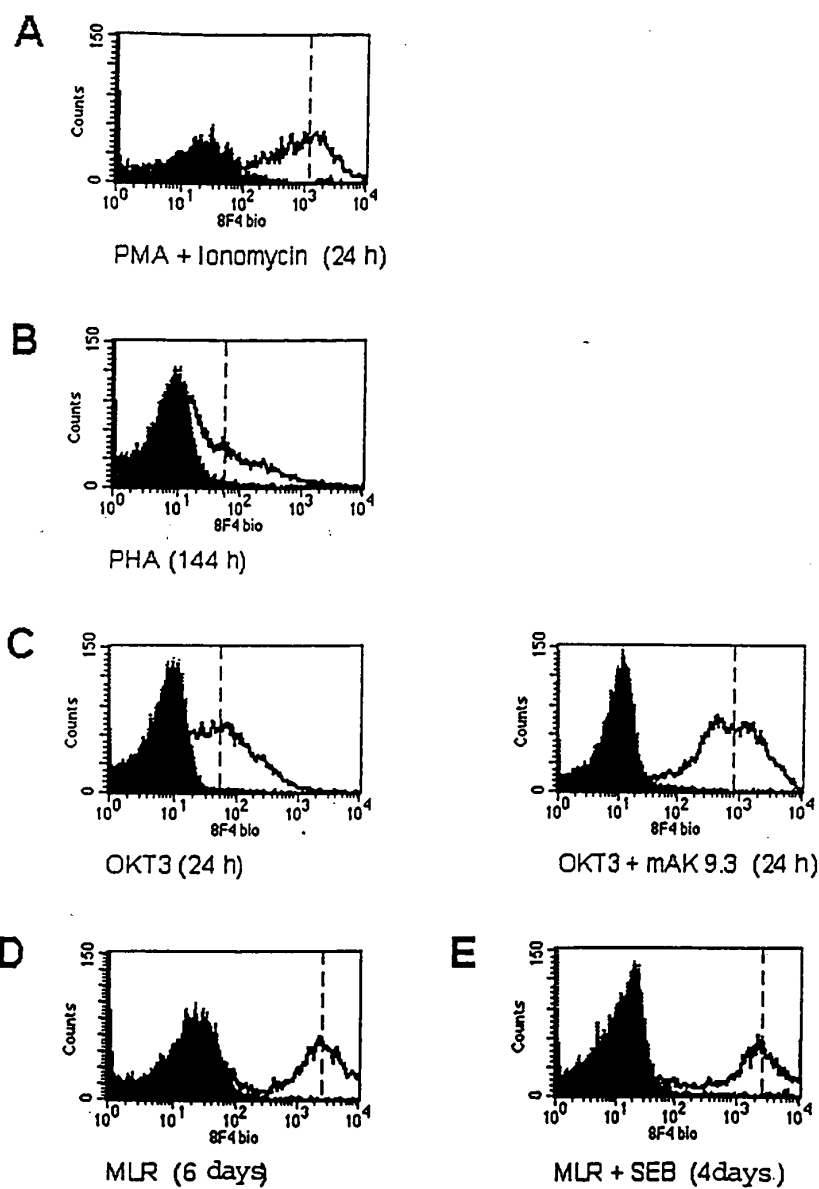 A
150
Counts
0
10^0 10^1 10^2 10^3 10^4
8F4 bio
PMA + Ionomycin (24 h)
B
150
Counts
0
10^0 10^1 10^2 10^3 10^4
8F4 bio
PHA (144 h)
C
150
Counts
0
10^0 10^1 10^2 10^3 10^4
8F4 bio
OKT3 (24 h)
150
Counts
0
10^0 10^1 10^2 10^3 10^4
8F4 bio
OKT3 + mAK 9.3 (24 h)
D
150
Counts
0
10^0 10^1 10^2 10^3 10^4
8F4 bio
MLR (6 days)
E
150
Counts
0
10^0 10^1 10^2 10^3 10^4
8F4 bio
MLR + SEB (4days.)